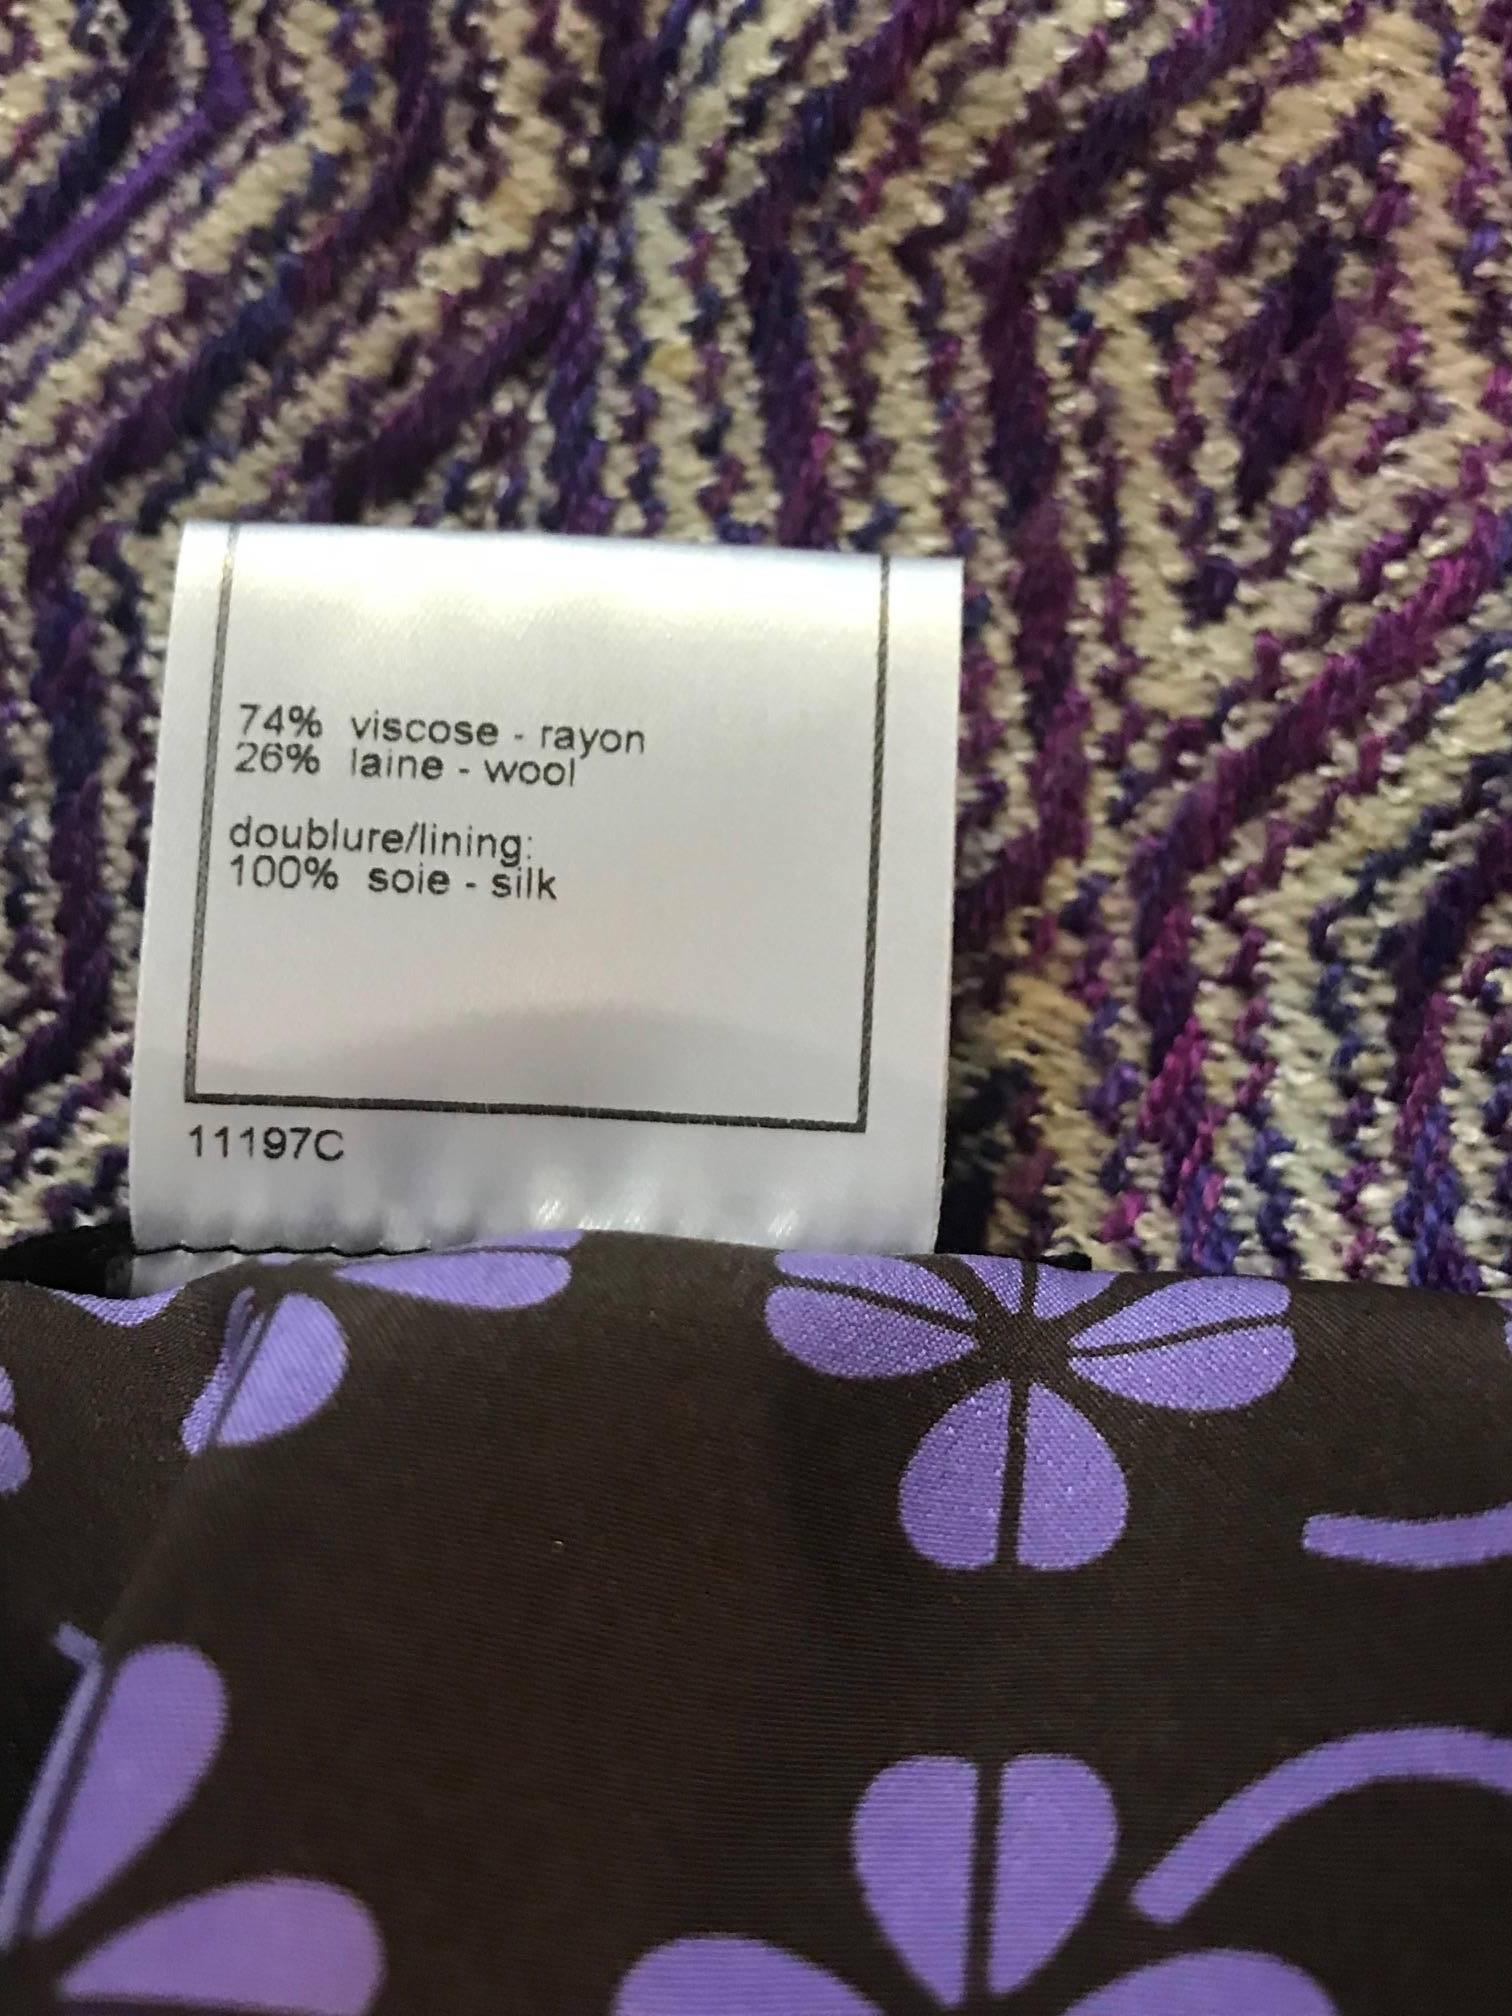 74% viscose - rayon
26% laine - wool
doublure/lining:
100% soie - silk
11197C